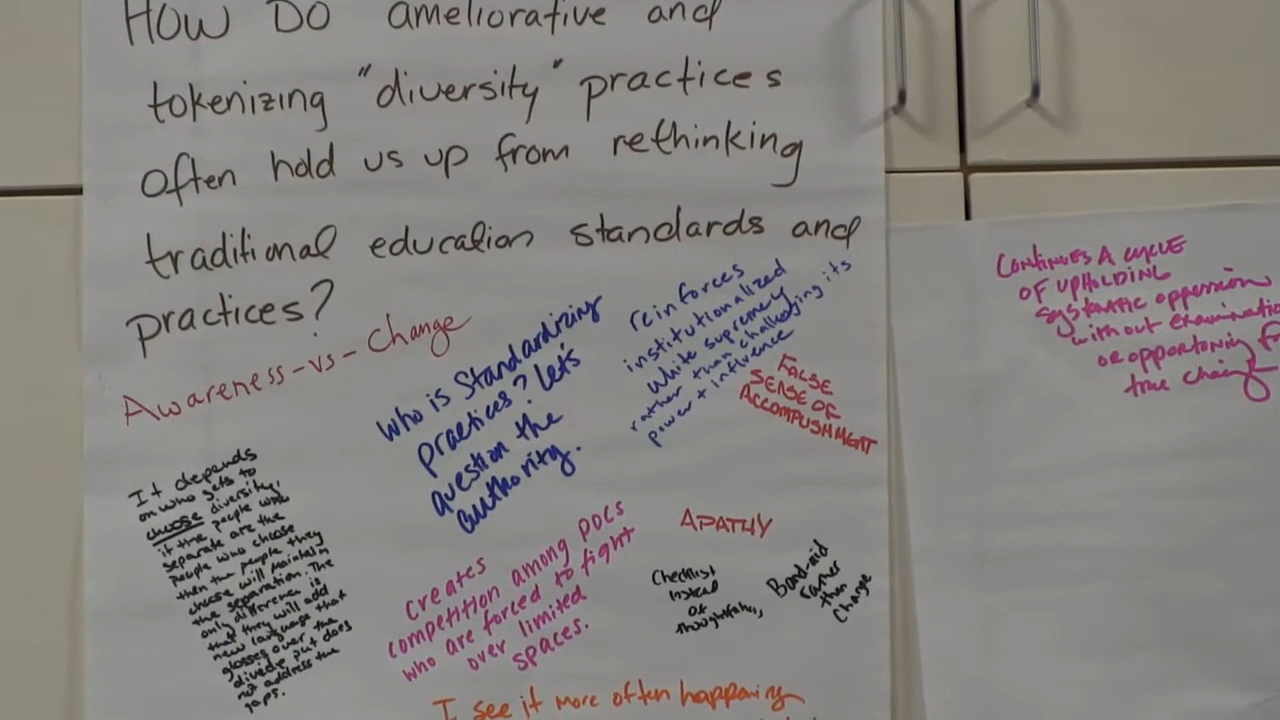 How Do ameliorative and
tokenizing "diversity" practices
often hold us up from rethinking
traditional education standards and
practices?
Awareness-vs-Change
who is Standardizing
practices? Let's
question the
authority.
reinforces
institutionalized
white supremacy
rather than challenging its
power + influence
FALSE
SENSE OF
ACCOMPLISHMENT
It depends
on who gets to
choose diversity,
if the people who
separate are the
people who choose
then the people they
choose will maintain
the separation. The
only difference is
that they will add
new language that
glosses over the
divede but does
not address the
gaps.
creates
competition among POCs
who are forced to fight
over limited
spaces.
APATHY
Checklist
instead
of
Band-aid
rather
then
change
I see it more often happening
CONTINUES A CYCLE
OF UPHOLDING
systematic oppression
without examination
or opportunity
true change